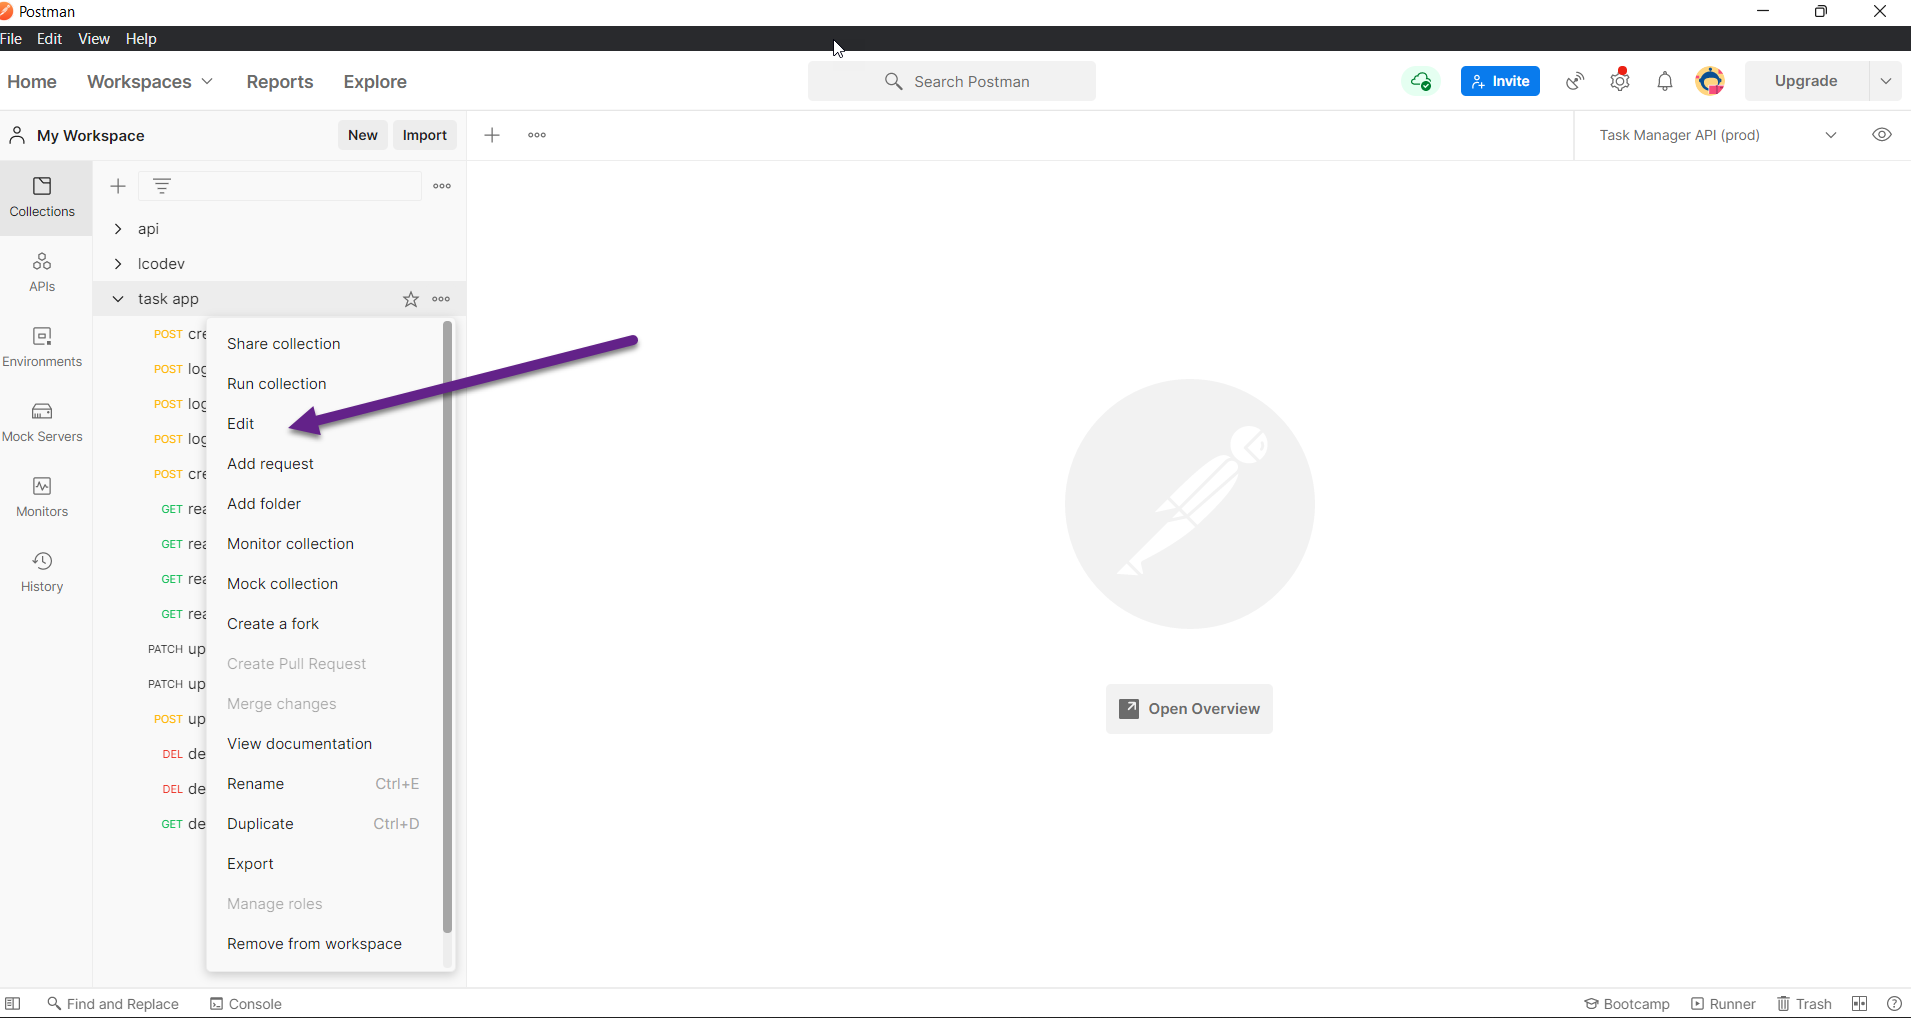 Postman
File Edit View Help
Home Workspaces Reports Explore
Search Postman
Invite
Upgrade
My Workspace
New Import
Task Manager API (prod)
Collections
APIs
Environments
Mock Servers
Monitors
History
api
lcodev
task app
POST cre
POST log
POST log
POST log
POST cre
GET rea
GET rea
GET rea
GET rea
PATCH up
PATCH up
POST up
DEL de
DEL de
GET de
Share collection
Run collection
Edit
Add request
Add folder
Monitor collection
Mock collection
Create a fork
Create Pull Request
Merge changes
View documentation
Rename Ctrl+E
Duplicate Ctrl+D
Export
Manage roles
Remove from workspace
Open Overview
Find and Replace Console
Bootcamp Runner Trash